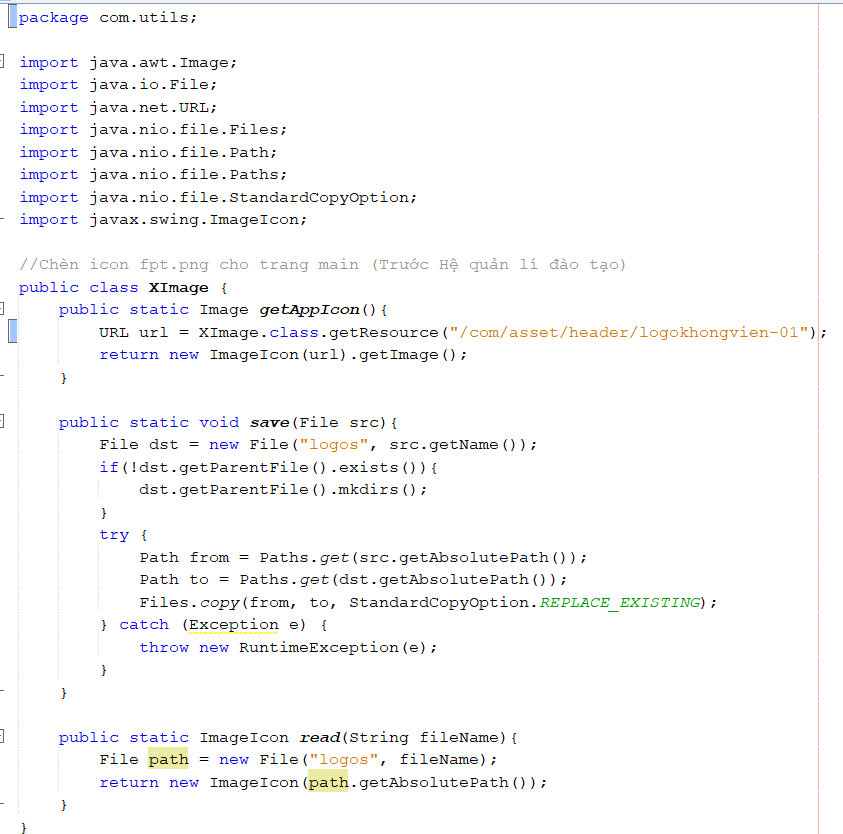 package com.utils;
import java.awt.Image;
import java.io.File;
import java.net.URL;
import java.nio.file.Files;
import java.nio.file.Path;
import java.nio.file.Paths;
import java.nio.file.StandardCopyOption;
import javax.swing.ImageIcon;
//Chèn icon fpt.png cho trang main (Trước Hệ quản lí đào tạo)
public class XImage {
    public static Image getAppIcon(){
        URL url = XImage.class.getResource("/com/asset/header/logokhongvien-01");
        return new ImageIcon(url).getImage();
    }
    public static void save(File src){
        File dst = new File("logos", src.getName());
        if(!dst.getParentFile().exists()){
            dst.getParentFile().mkdirs();
        }
        try {
            Path from = Paths.get(src.getAbsolutePath());
            Path to = Paths.get(dst.getAbsolutePath());
            Files.copy(from, to, StandardCopyOption.REPLACE_EXISTING);
        } catch (Exception e) {
            throw new RuntimeException(e);
        }
    }
    public static ImageIcon read(String fileName){
        File path = new File("logos", fileName);
        return new ImageIcon(path.getAbsolutePath());
    }
}